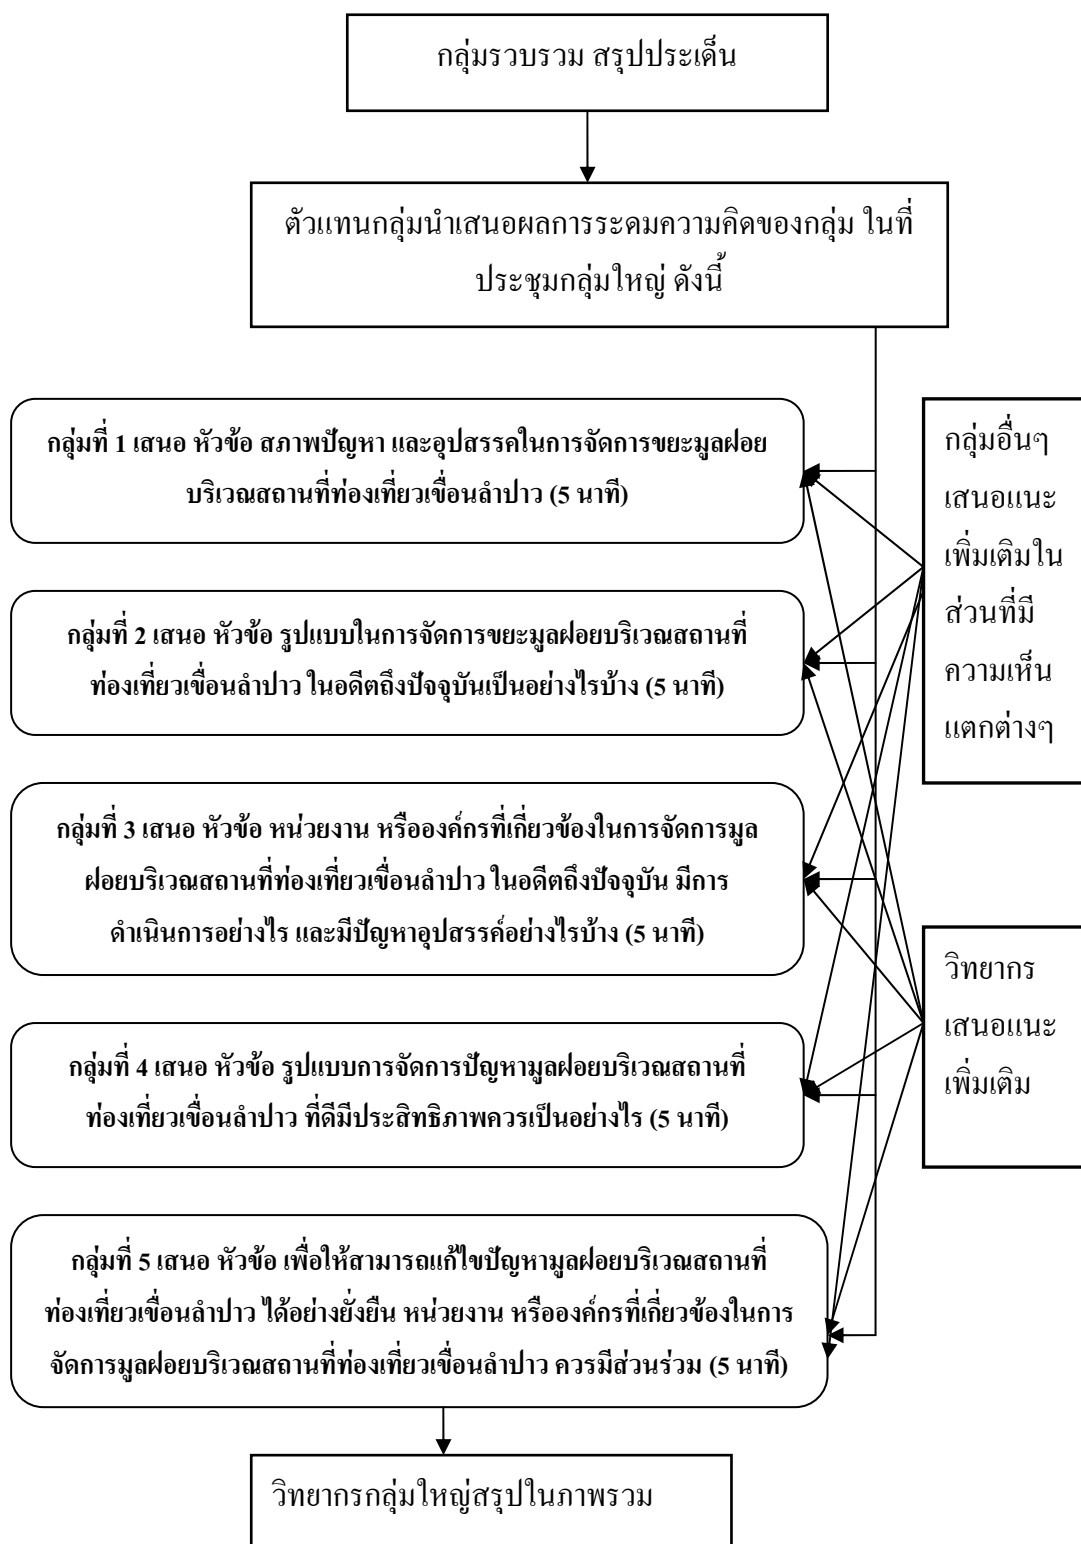 กลุ่มรวบรวม สรุปประเด็น
ตัวแทนกลุ่มนำเสนอผลการระดมความคิดของกลุ่ม ในที่
ประชุมกลุ่มใหญ่ ดังนี้
กลุ่มที่ 1 เสนอ หัวข้อ สภาพปัญหา และอุปสรรคในการจัดการขยะมูลฝอย
บริเวณสถานที่ท่องเที่ยวเขื่อนลำปาว (5 นาที)
กลุ่มที่ 2 เสนอ หัวข้อ รูปแบบในการจัดการขยะมูลฝอยบริเวณสถานที่
ท่องเที่ยวเขื่อนลำปาว ในอดีตถึงปัจจุบันเป็นอย่างไรบ้าง (5 นาที)
กลุ่มที่ 3 เสนอ หัวข้อ หน่วยงาน หรือองค์กรที่เกี่ยวข้องในการจัดการมูล
ฝอยบริเวณสถานที่ท่องเที่ยวเขื่อนลำปาว ในอดีตถึงปัจจุบัน มีการ
ดำเนินการอย่างไร และมีปัญหาอุปสรรค์อย่างไรบ้าง (5 นาที)
กลุ่มที่ 4 เสนอ หัวข้อ รูปแบบการจัดการปัญหามูลฝอยบริเวณสถานที่
ท่องเที่ยวเขื่อนลำปาว ที่ดีมีประสิทธิภาพควรเป็นอย่างไร (5 นาที)
กลุ่มที่ 5 เสนอ หัวข้อ เพื่อให้สามารถแก้ไขปัญหามูลฝอยบริเวณสถานที่
ท่องเที่ยวเขื่อนลำปาว ได้อย่างยั่งยืน หน่วยงาน หรือองค์กรที่เกี่ยวข้องในการ
จัดการมูลฝอยบริเวณสถานที่ท่องเที่ยวเขื่อนลำปาว ควรมีส่วนร่วม (5 นาที)
กลุ่มอื่นๆ
เสนอแนะ
เพิ่มเติมใน
ส่วนที่มี
ความเห็น
แตกต่างๆ
วิทยากร
เสนอแนะ
เพิ่มเติม
วิทยากรกลุ่มใหญ่สรุปในภาพรวม